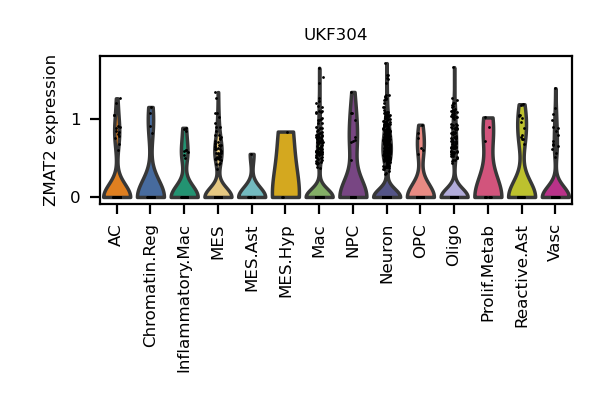 UKF304
ZMAT2 expression
1
0
AC
Chromatin.Reg
Inflammatory.Mac
MES
MES.Ast
MES.Hyp
Mac
NPC
Neuron
OPC
Oligo
Prolif.Metab
Reactive.Ast
Vasc